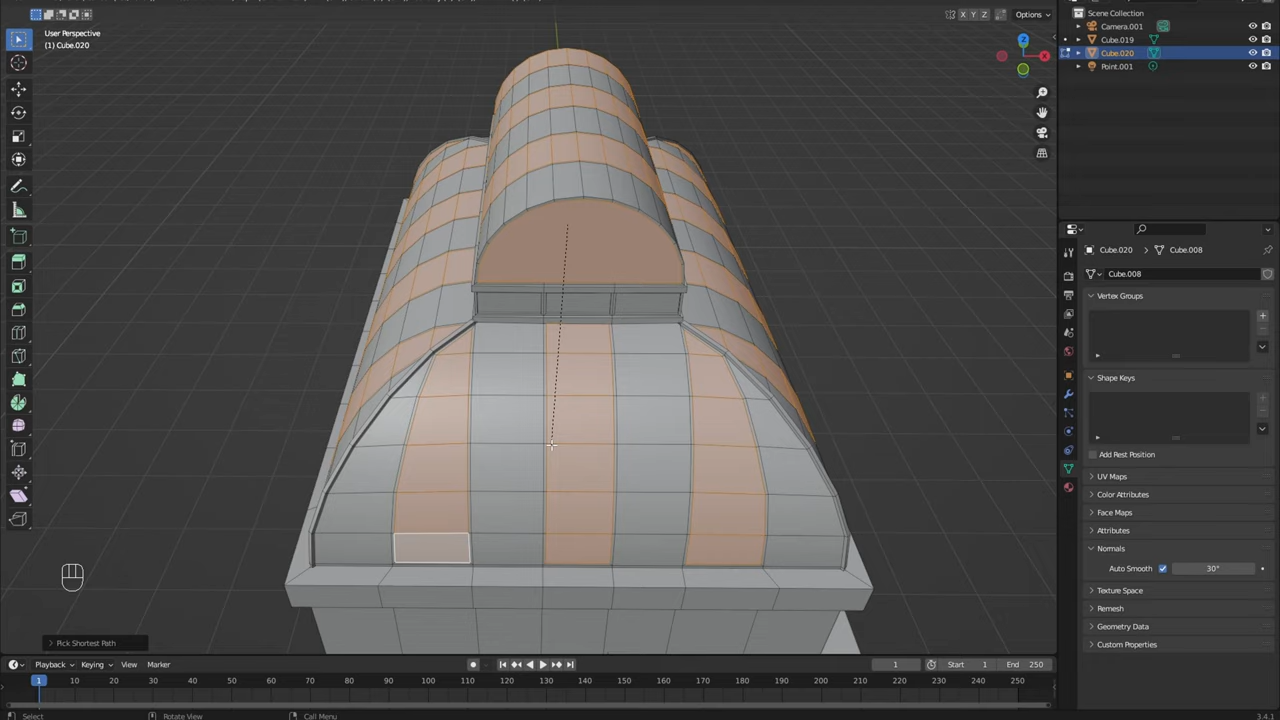 X Y Z
Options
User Perspective
(1) Cube.020
Z
X
Scene Collection
Camera.001
Cube.019
Cube.020
Point.001
Cube.020
Cube.008
Cube.008
Vertex Groups
Shape Keys
Add Rest Position
UV Maps
Color Attributes
Face Maps
Attributes
Normals
Auto Smooth
30°
Texture Space
Remesh
Geometry Data
Custom Properties
Pick Shortest Path
Playback
Keying
View
Marker
1
Start
1
End
250
1
10
20
30
40
50
60
70
80
90
100
110
120
130
140
150
160
170
180
190
200
210
220
230
240
250
Select
Rotate View
Call Menu
3.4.1